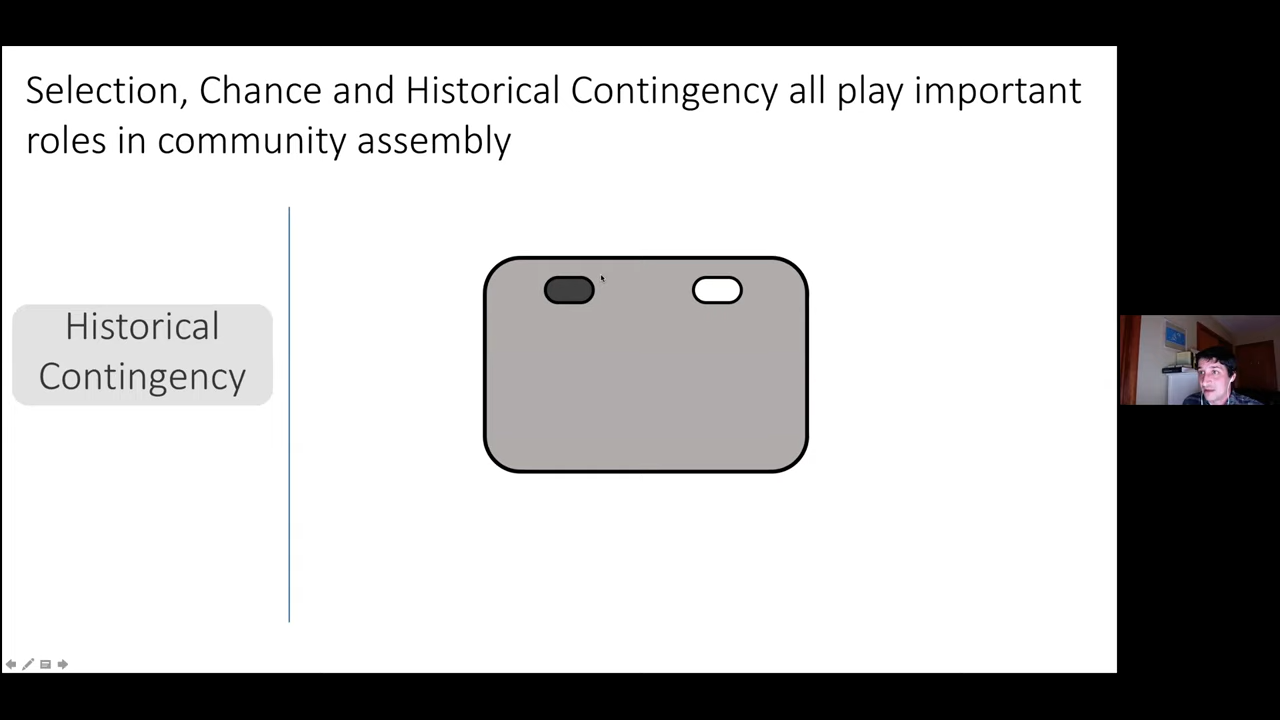 Selection, Chance and Historical Contingency all play important
roles in community assembly
Historical
Contingency